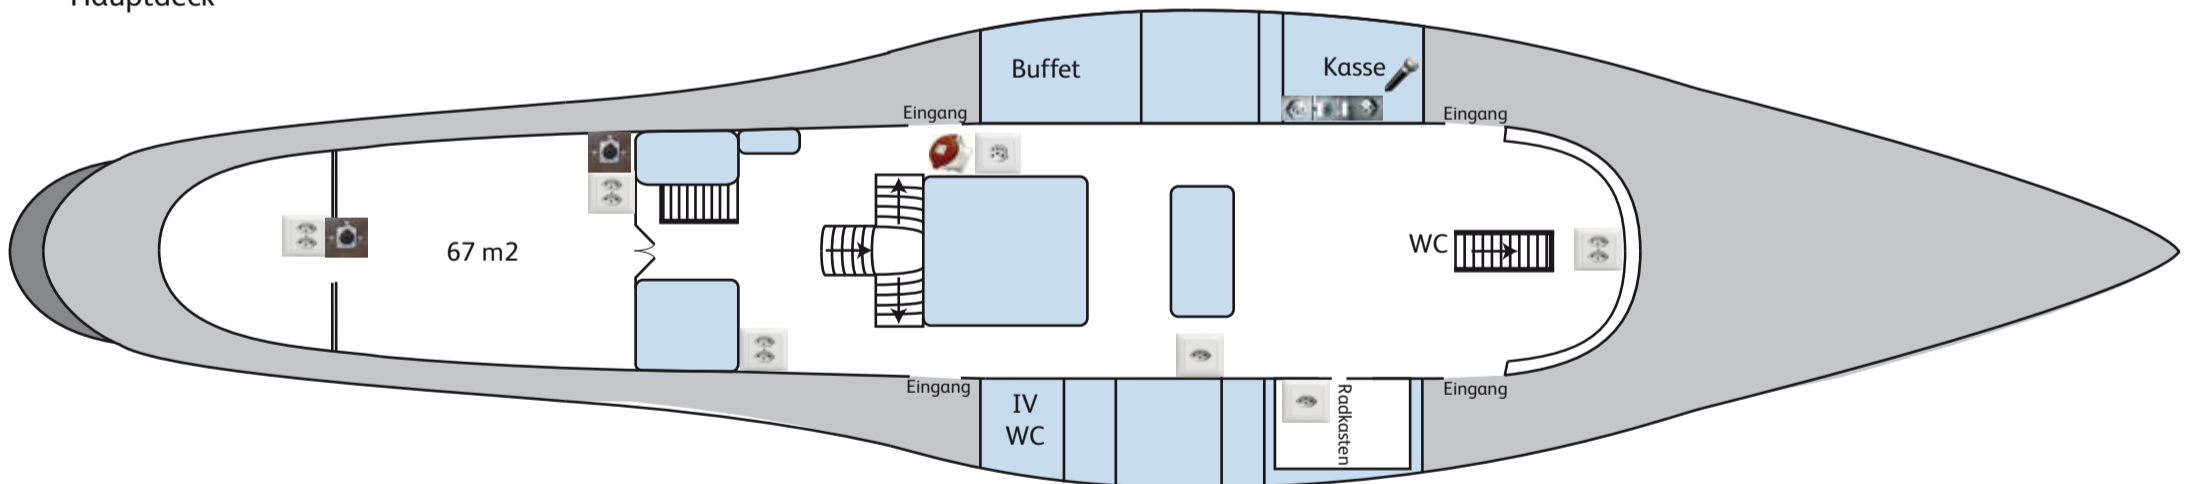 Hauptdeck
Buffet
Kasse
Eingang
Eingang
67 m2
WC
Eingang
Eingang
IV
WC
Radkasten